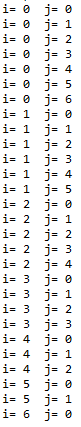 i= 0 j= 0
i= 0 j= 1
i= 0 j= 2
i= 0 j= 3
i= 0 j= 4
i= 0 j= 5
i= 0 j= 6
i= 1 j= 0
i= 1 j= 1
i= 1 j= 2
i= 1 j= 3
i= 1 j= 4
i= 1 j= 5
i= 2 j= 0
i= 2 j= 1
i= 2 j= 2
i= 2 j= 3
i= 2 j= 4
i= 3 j= 0
i= 3 j= 1
i= 3 j= 2
i= 3 j= 3
i= 4 j= 0
i= 4 j= 1
i= 4 j= 2
i= 5 j= 0
i= 5 j= 1
i= 6 j= 0